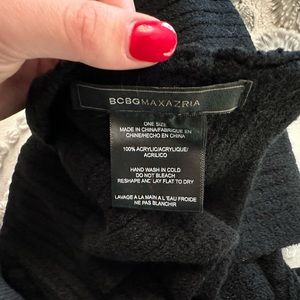 BCBGMAXAZRIA
ONE SIZE
MADE IN CHINA/FABRIQUE EN
CHINE/HECHO EN CHINA
100% ACRYLIC/ACRYLIQUE/
ACRILICO
HAND WASH IN COLD
DO NOT BLEACH
RESHAPE AND LAY FLAT TO DRY
LAVAGE A LA MAIN A L'EAU FROIDE
NE PAS BLANCHIR